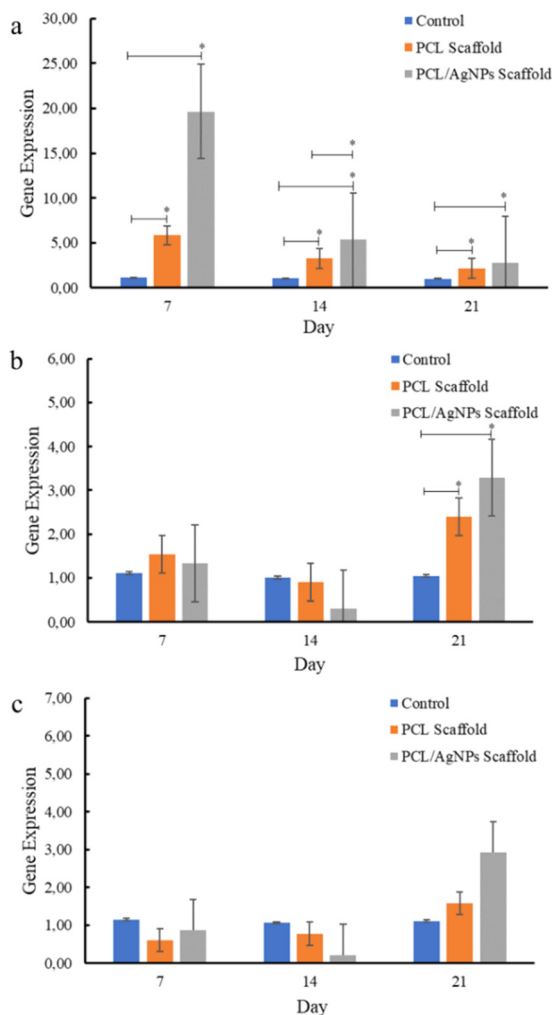 a
Control
PCL Scaffold
PCL/AgNPs Scaffold
Gene Expression
30,00
25,00
20,00
15,00
10,00
5,00
0,00
*
*
*
*
*
*
*
7
14
21
Day
b
Control
PCL Scaffold
PCL/AgNPs Scaffold
Gene Expression
6,00
5,00
4,00
3,00
2,00
1,00
0,00
*
*
7
14
21
Day
c
Control
PCL Scaffold
PCL/AgNPs Scaffold
Gene Expression
7,00
6,00
5,00
4,00
3,00
2,00
1,00
0,00
7
14
21
Day